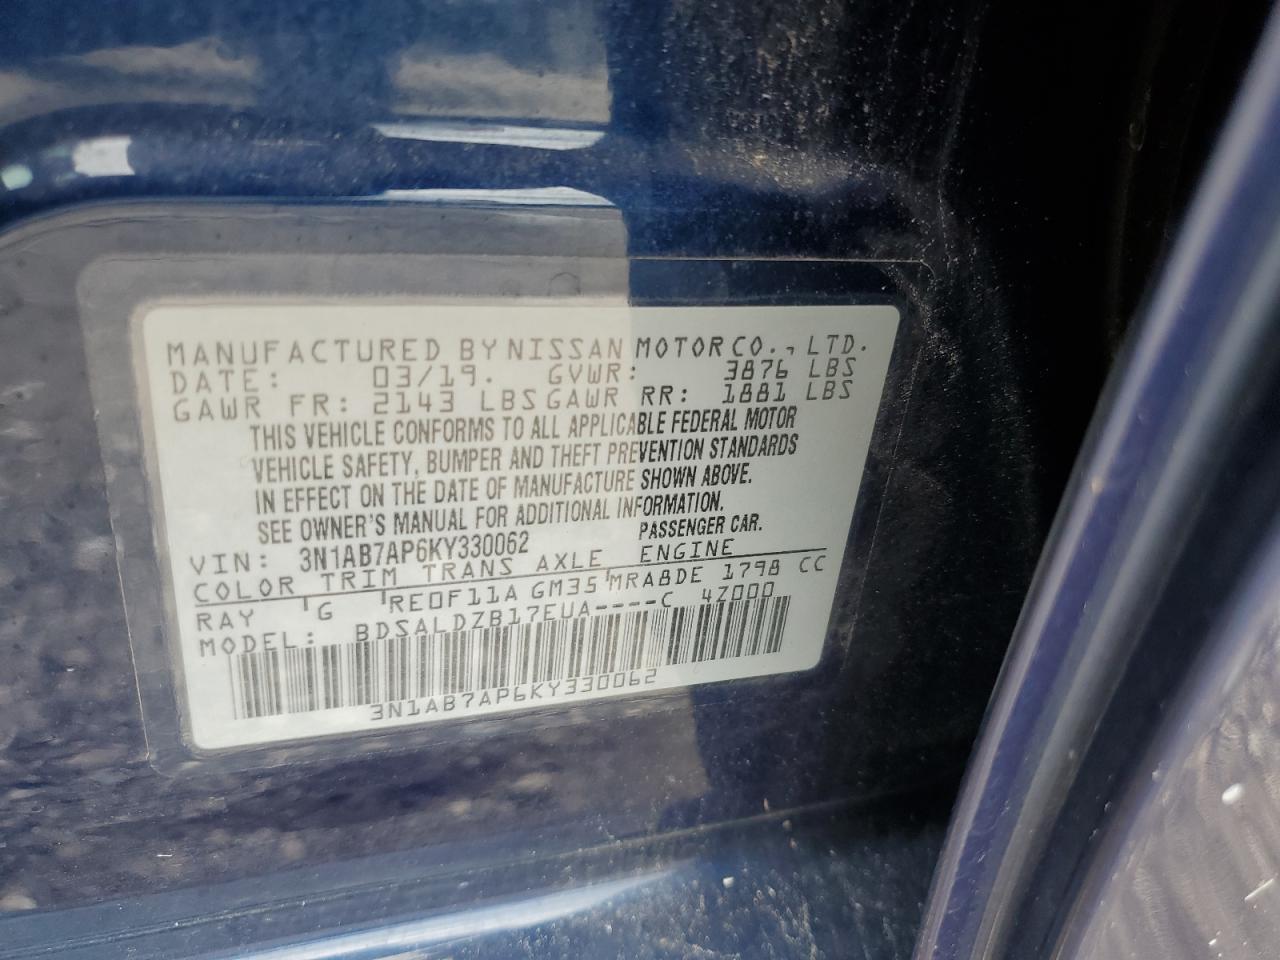 MANUFACTURED BY NISSAN MOTOR CO., LTD.
DATE: 03/19. GVWR: 3876 LBS
GAWR FR: 2143 LBS GAWR RR: 1881 LBS
THIS VEHICLE CONFORMS TO ALL APPLICABLE FEDERAL MOTOR
VEHICLE SAFETY, BUMPER AND THEFT PREVENTION STANDARDS
IN EFFECT ON THE DATE OF MANUFACTURE SHOWN ABOVE.
SEE OWNER'S MANUAL FOR ADDITIONAL INFORMATION.
VIN: 3N1AB7AP6KY330062 PASSENGER CAR.
COLOR TRIM TRANS AXLE ENGINE
RAY G RE0F11A GM35 MRA8DE 1798 CC
MODEL: BDSALDZB17EUA----C 4Z000
3N1AB7AP6KY330062